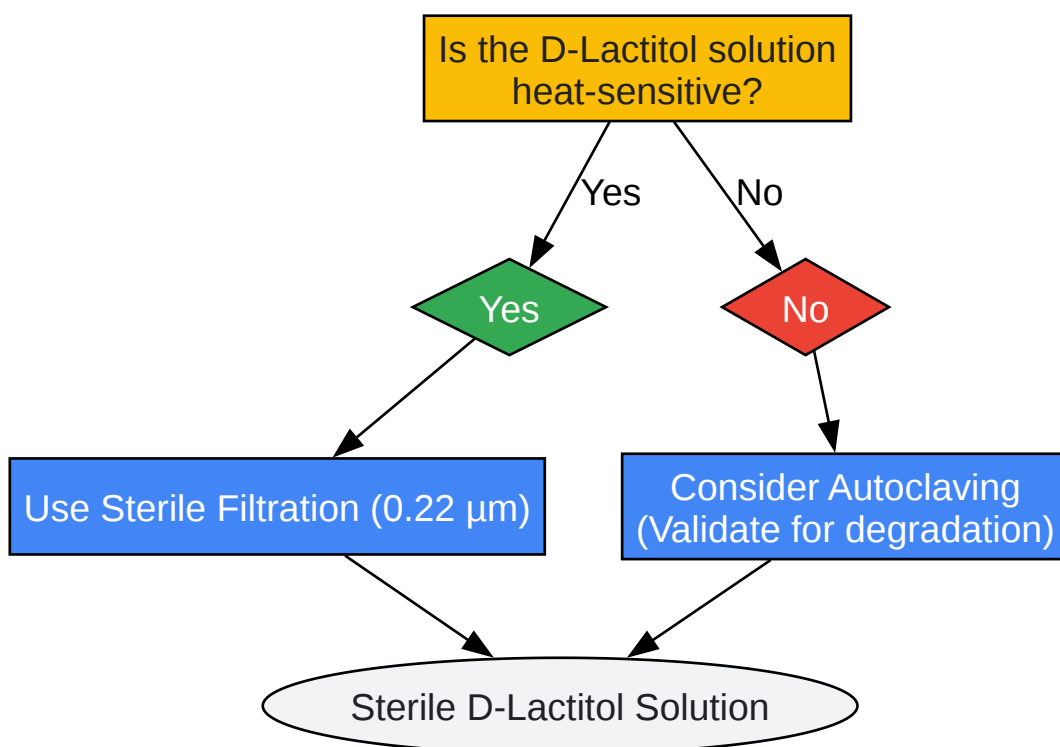 Is the D-Lactitol solution
heat-sensitive?
Yes
No
Yes
No
Use Sterile Filtration (0.22 µm)
Consider Autoclaving
(Validate for degradation)
Sterile D-Lactitol Solution